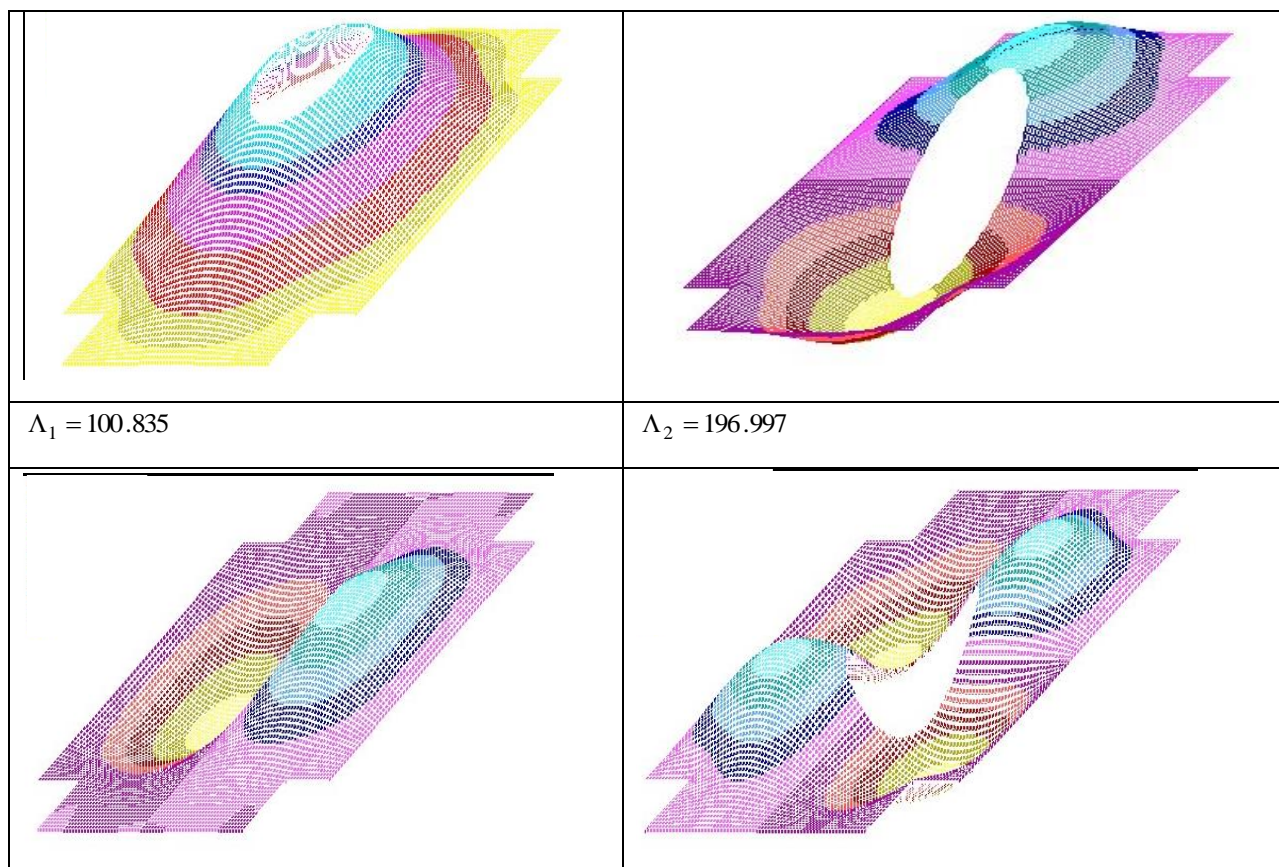 Λ₁ = 100.835
Λ₂ = 196.997